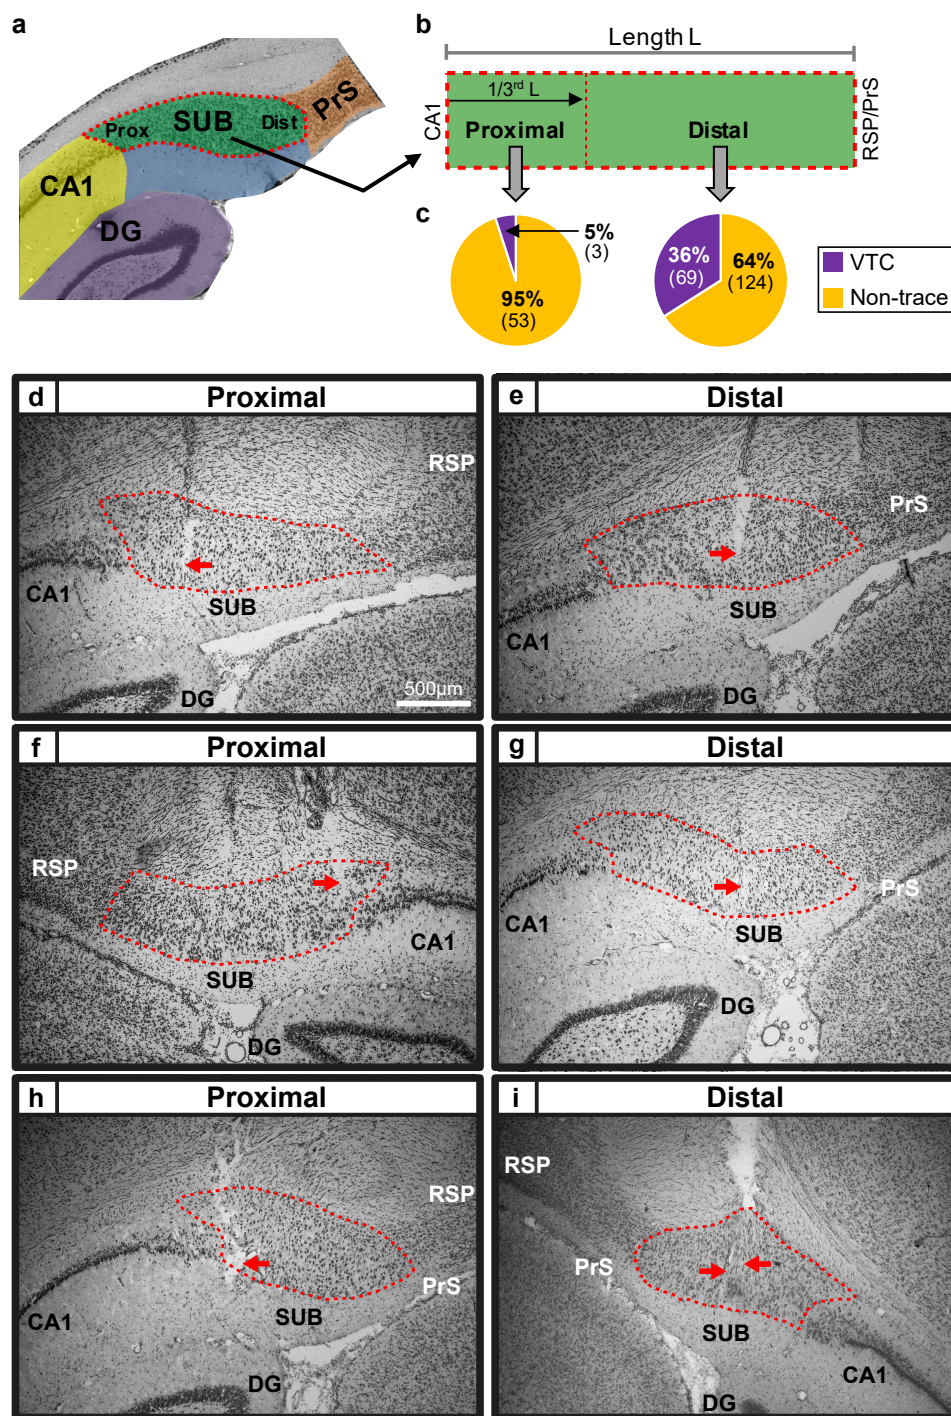 a
PrS
SUB
Prox
Dist
CA1
DG
b
Length L
1/3rd L
Proximal
Distal
CA1
RSP/PrS
c
5%
(3)
95%
(53)
36%
(69)
64%
(124)
VTC
Non-trace
d
Proximal
RSP
CA1
SUB
DG
500µm
e
Distal
PrS
CA1
SUB
DG
f
Proximal
RSP
CA1
SUB
DG
g
Distal
PrS
CA1
SUB
DG
h
Proximal
RSP
PrS
CA1
SUB
DG
i
Distal
RSP
PrS
SUB
CA1
DG